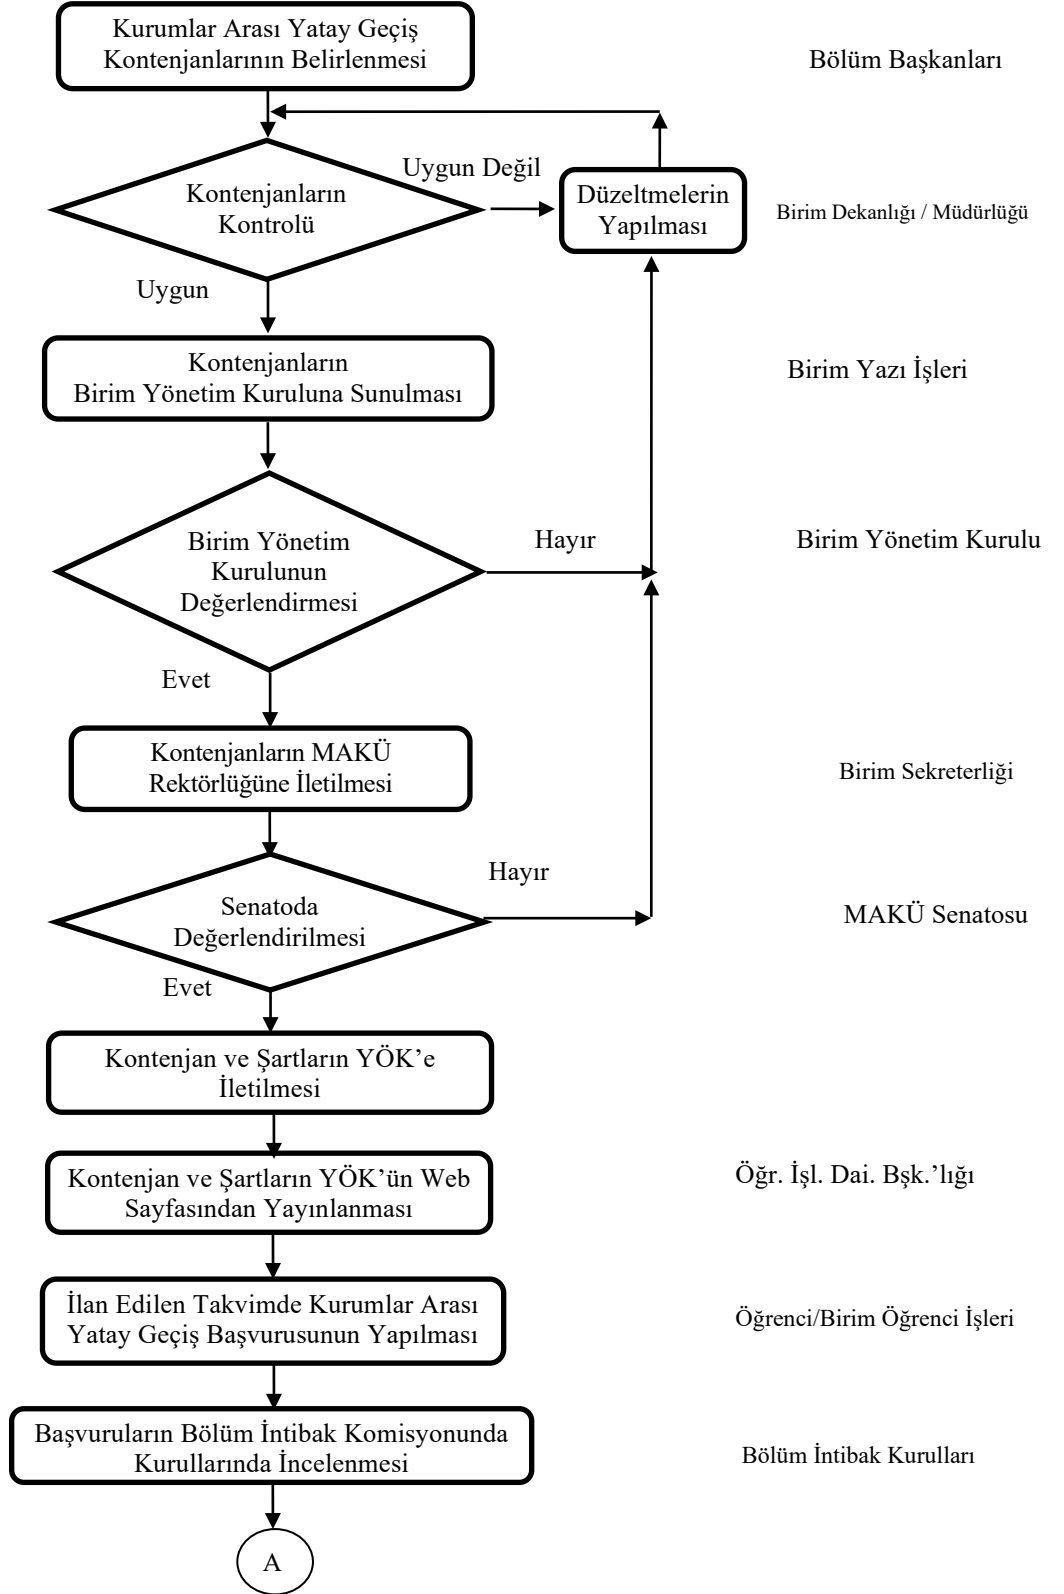 Kurumlar Arası Yatay Geçiş
Kontenjanlarının Belirlenmesi
Bölüm Başkanları
Uygun Değil
Kontenjanların
Kontrolü
Düzeltmelerin
Yapılması
Birim Dekanlığı / Müdürlüğü
Uygun
Kontenjanların
Birim Yönetim Kuruluna Sunulması
Birim Yazı İşleri
Birim Yönetim
Kurulunun
Değerlendirmesi
Hayır
Birim Yönetim Kurulu
Evet
Kontenjanların MAKÜ
Rektörlüğüne İletilmesi
Birim Sekreterliği
Hayır
Senatoda
Değerlendirilmesi
MAKÜ Senatosu
Evet
Kontenjan ve Şartların YÖK’e
İletilmesi
Kontenjan ve Şartların YÖK’ün Web
Sayfasından Yayınlanması
Öğr. İşl. Dai. Bşk.’lığı
İlan Edilen Takvimde Kurumlar Arası
Yatay Geçiş Başvurusunun Yapılması
Öğrenci/Birim Öğrenci İşleri
Başvuruların Bölüm İntibak Komisyonunda
Kurullarında İncelenmesi
Bölüm İntibak Kurulları
A